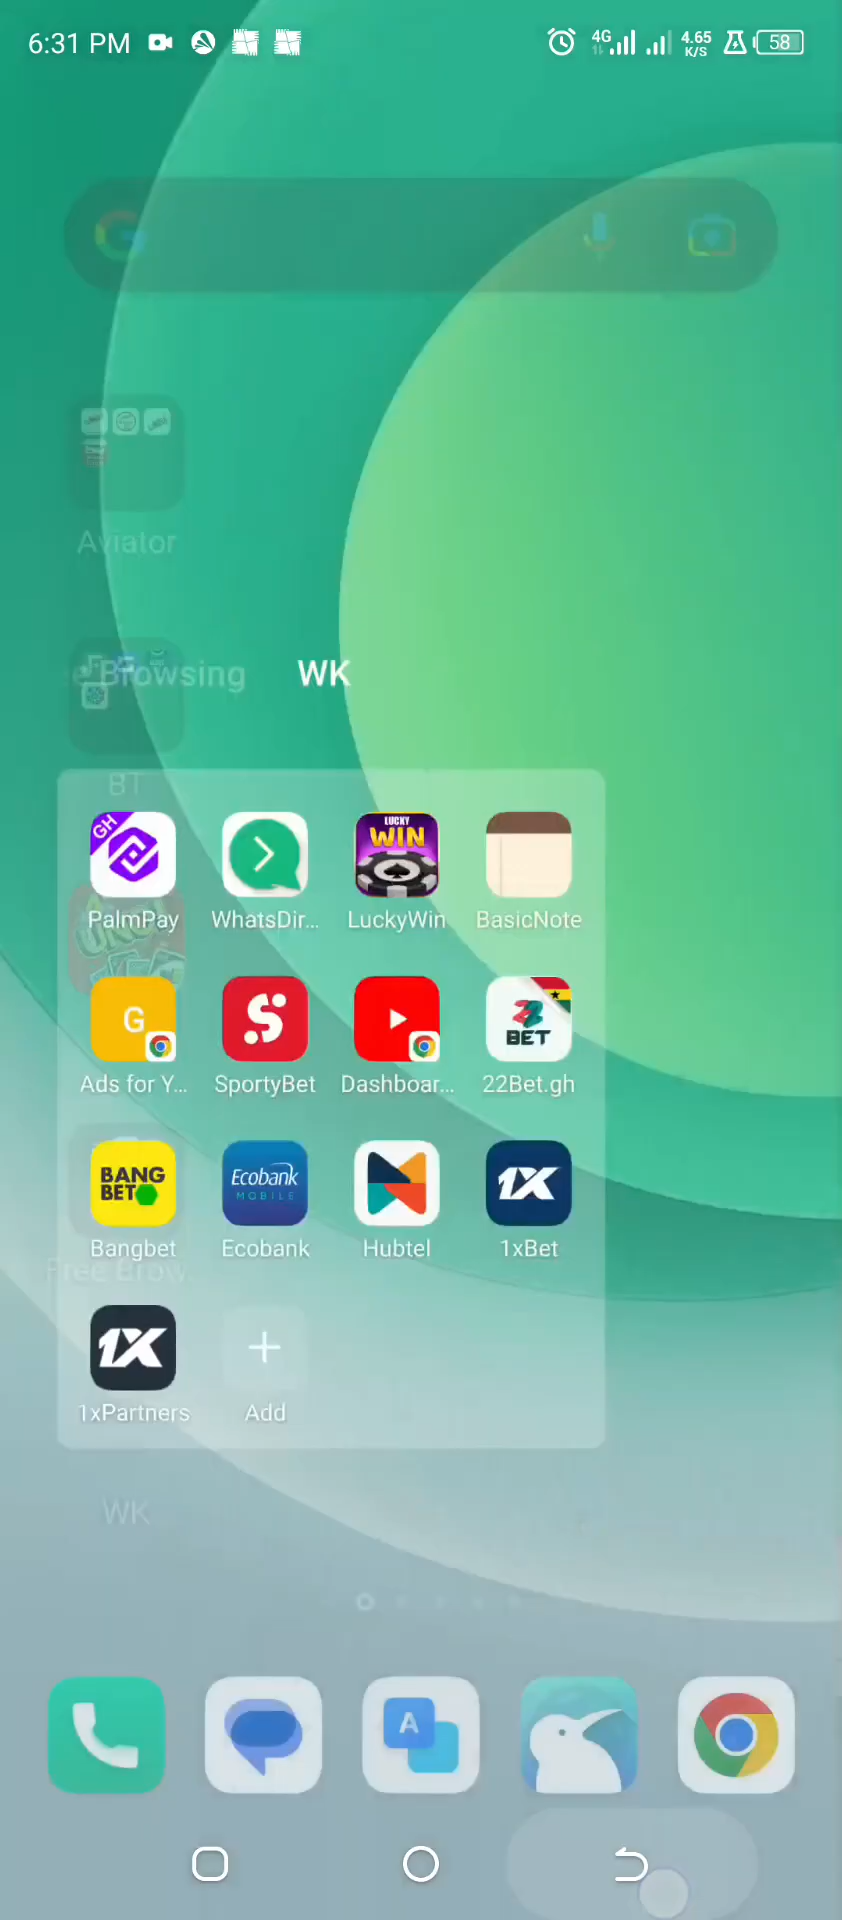 6:31 PM
4G
4.65
K/S
58
Aviator
e Browsing
WK
BT
GH
LUCKY
WIN
PalmPay
WhatsDir...
LuckyWin
BasicNote
G
22
BET
Ads for Y...
SportyBet
Dashboar...
22Bet.gh
BANG
BET
Ecobank
MOBILE
1X
Bangbet
Ecobank
Hubtel
1xBet
Free Brow...
1X
1xPartners
Add
WK
A